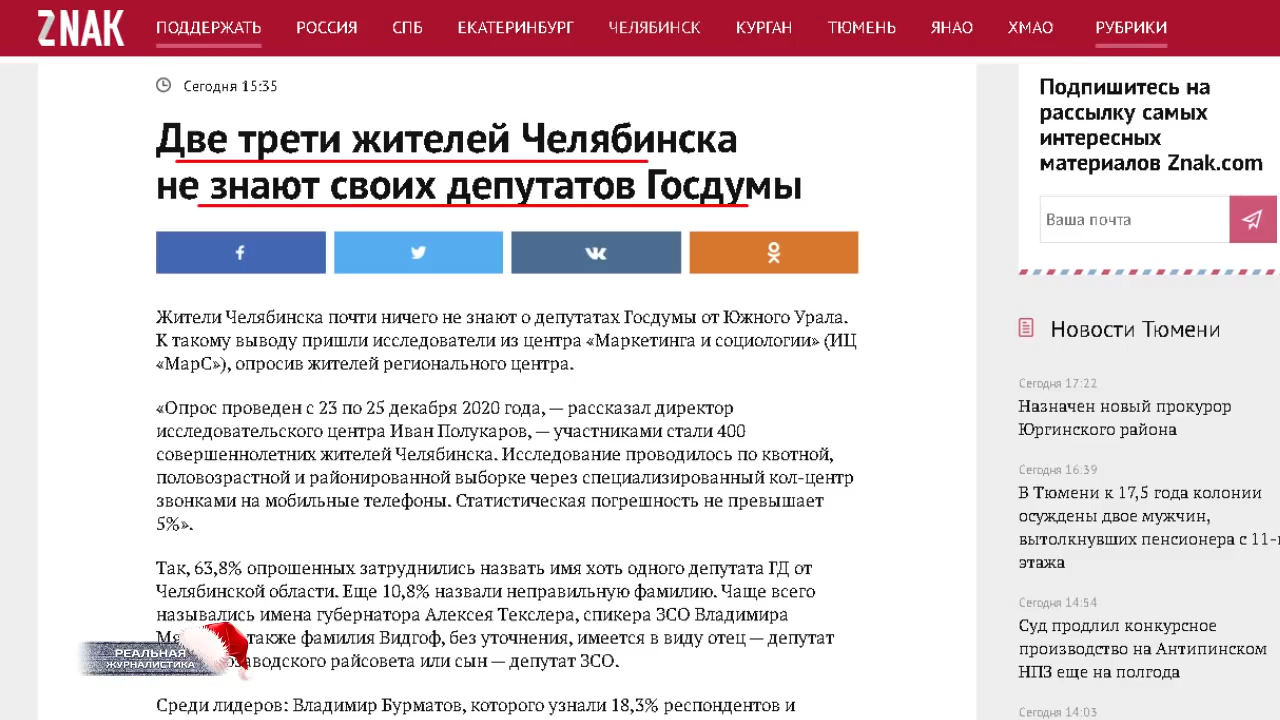 ZNAK
ПОДДЕРЖАТЬ РОССИЯ СПБ ЕКАТЕРИНБУРГ ЧЕЛЯБИНСК КУРГАН ТЮМЕНЬ ЯНАО ХМАО РУБРИКИ
Сегодня 15:35
Две трети жителей Челябинска
не знают своих депутатов Госдумы
Жители Челябинска почти ничего не знают о депутатах Госдумы от Южного Урала.
К такому выводу пришли исследователи из центра «Маркетинга и социологии» (ИЦ
«МарС»), опросив жителей регионального центра.
«Опрос проведен с 23 по 25 декабря 2020 года, — рассказал директор
исследовательского центра Иван Полукаров, — участниками стали 400
совершеннолетних жителей Челябинска. Исследование проводилось по квотной,
половозрастной и районированной выборке через специализированный кол-центр
звонками на мобильные телефоны. Статистическая погрешность не превышает
5%».
Так, 63,8% опрошенных затруднились назвать имя хоть одного депутата ГД от
Челябинской области. Еще 10,8% назвали неправильную фамилию. Чаще всего
назывались имена губернатора Алексея Текслера, спикера ЗСО Владимира
также фамилия Видгоф, без уточнения, имеется в виду отец — депутат
райсовета или сын — депутат ЗСО.
Среди лидеров: Владимир Бурматов, которого узнали 18,3% респондентов и
РЕАЛЬНАЯ
ЖУРНАЛИСТИКА
Подпишитесь на
рассылку самых
интересных
материалов Znak.com
Ваша почта
Новости Тюмени
Сегодня 17:22
Назначен новый прокурор
Юргинского района
Сегодня 16:39
В Тюмени к 17,5 года колонии
осуждены двое мужчин,
вытолкнувших пенсионера с 11-
этажа
Сегодня 14:54
Суд продлил конкурсное
производство на Антипинском
НПЗ еще на полгода
Сегодня 14:03